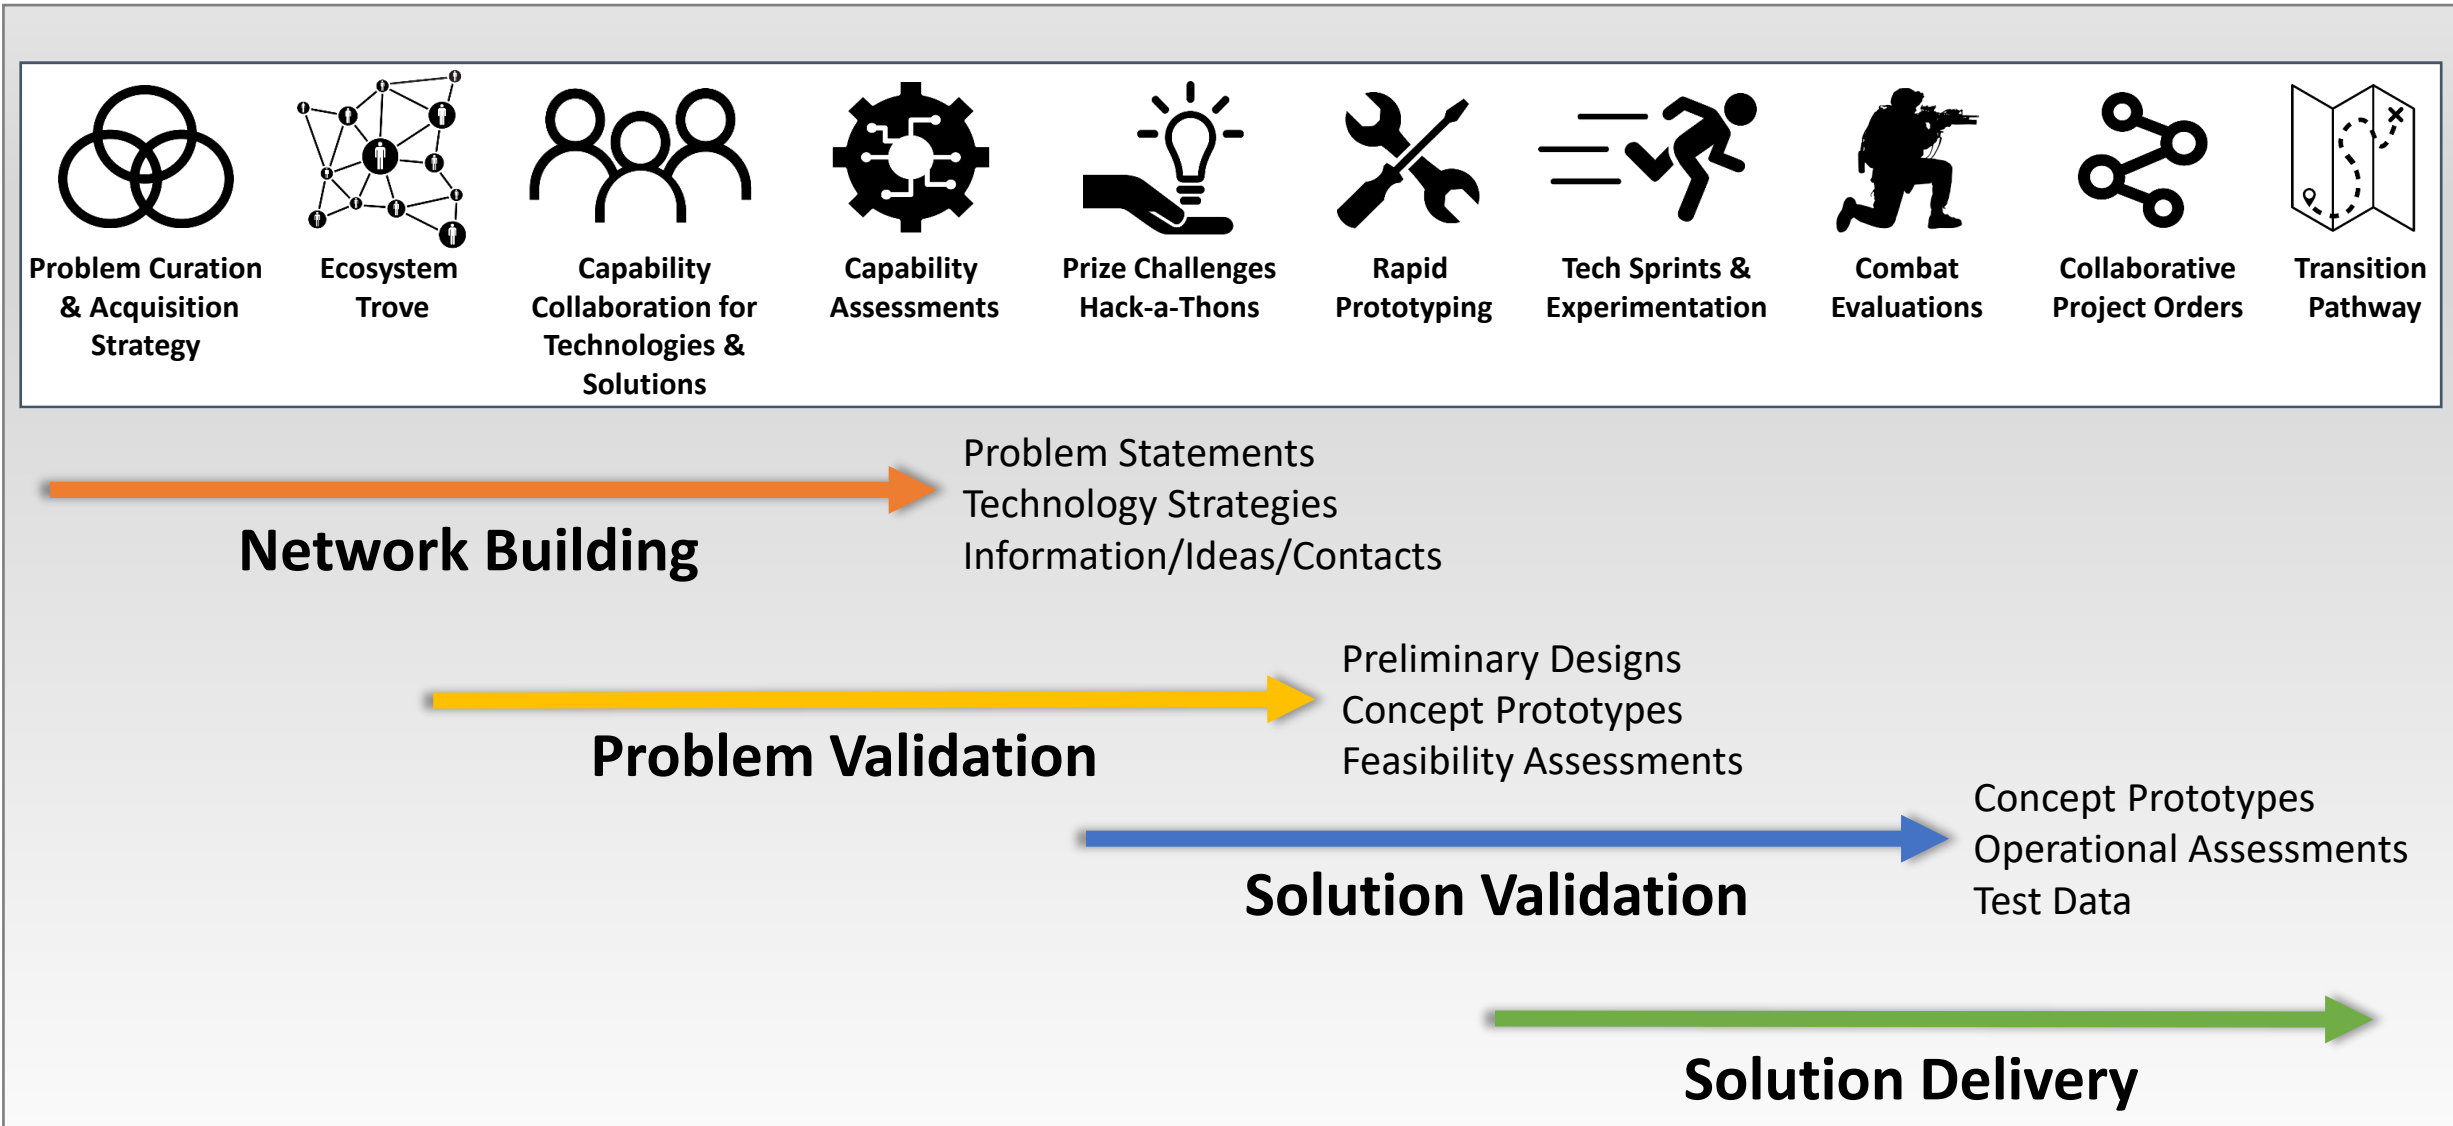 Problem Curation
& Acquisition
Strategy
Ecosystem
Trove
Capability
Collaboration for
Technologies &
Solutions
Capability
Assessments
Prize Challenges
Hack-a-Thons
Rapid
Prototyping
Tech Sprints &
Experimentation
Combat
Evaluations
Collaborative
Project Orders
Transition
Pathway
Network Building
Problem Statements
Technology Strategies
Information/Ideas/Contacts
Problem Validation
Preliminary Designs
Concept Prototypes
Feasibility Assessments
Solution Validation
Concept Prototypes
Operational Assessments
Test Data
Solution Delivery